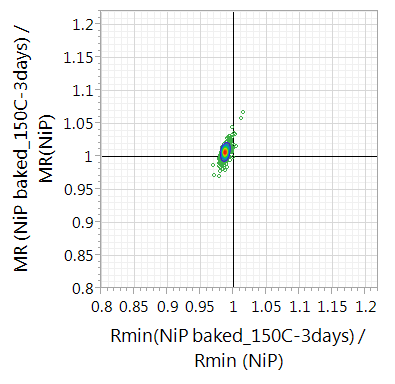 MR (NiP baked_150C-3days) /
MR(NiP)
1.2
1.15
1.1
1.05
1
0.95
0.9
0.85
0.8
0.8 0.85 0.9 0.95 1 1.05 1.1 1.15 1.2
Rmin(NiP baked_150C-3days) /
Rmin (NiP)